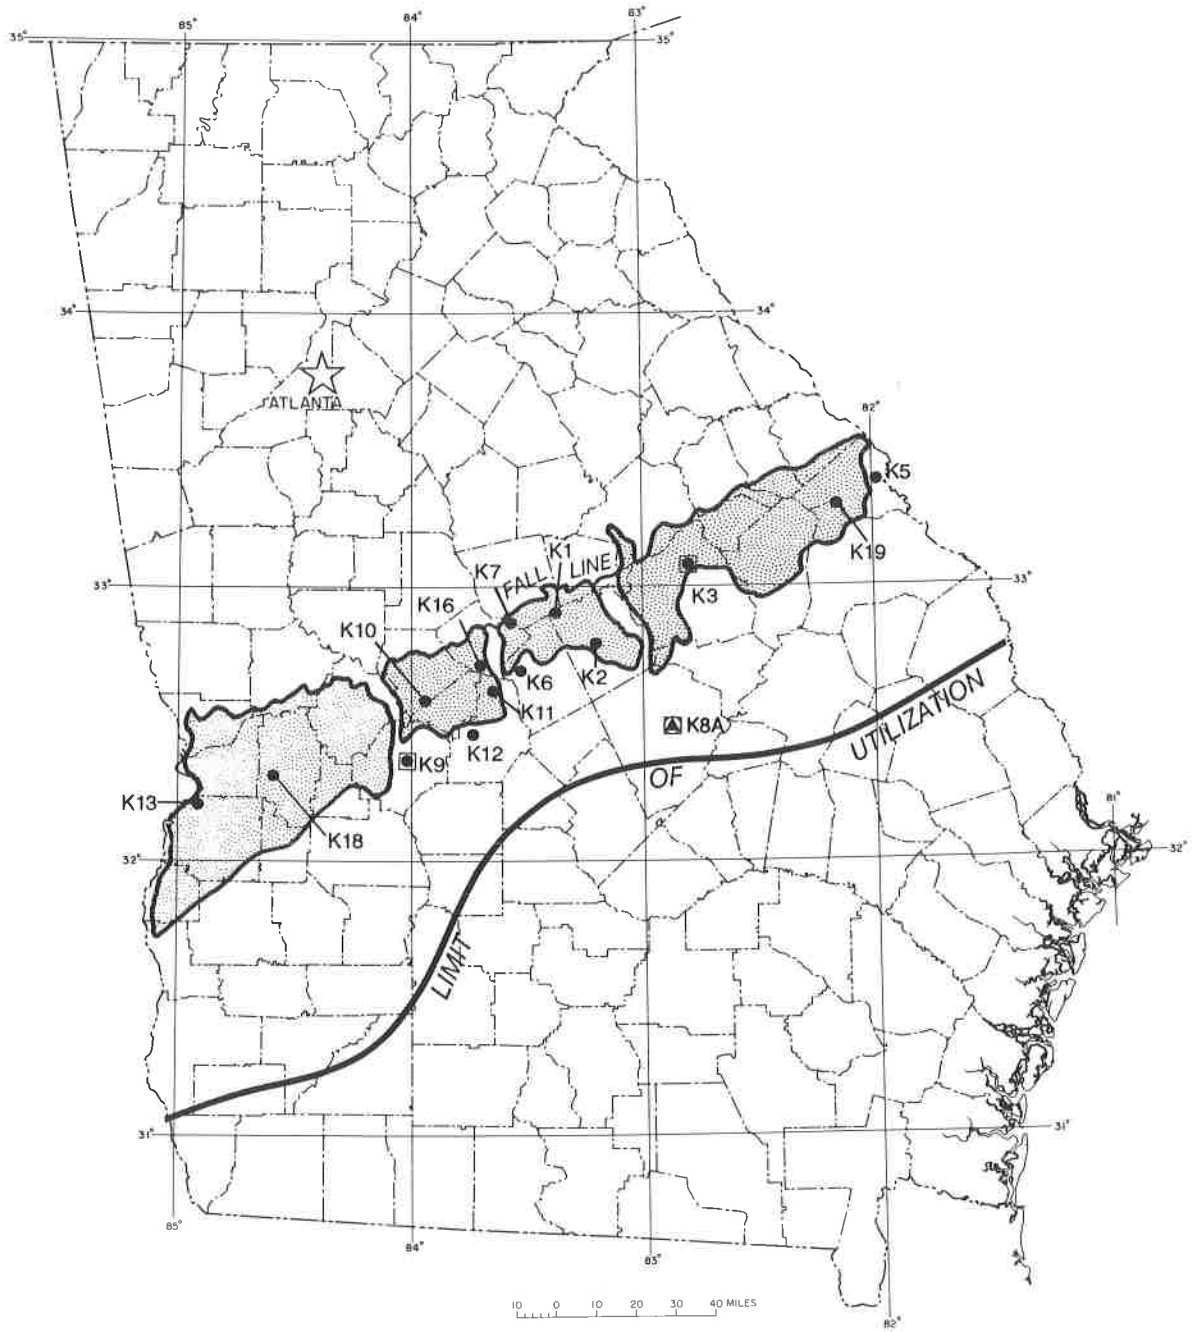 85°
84°
83°
35°
35°
34°
34°
ATLANTA
82°
K5
K19
K1
K7
FALL LINE
33°
33°
K3
K16
K10
K6
K2
K11
K12
K8A
K9
K13
K18
LIMIT
OF
UTILIZATION
81°
32°
32°
31°
31°
85°
84°
83°
82°
10 0 10 20 30 40 MILES